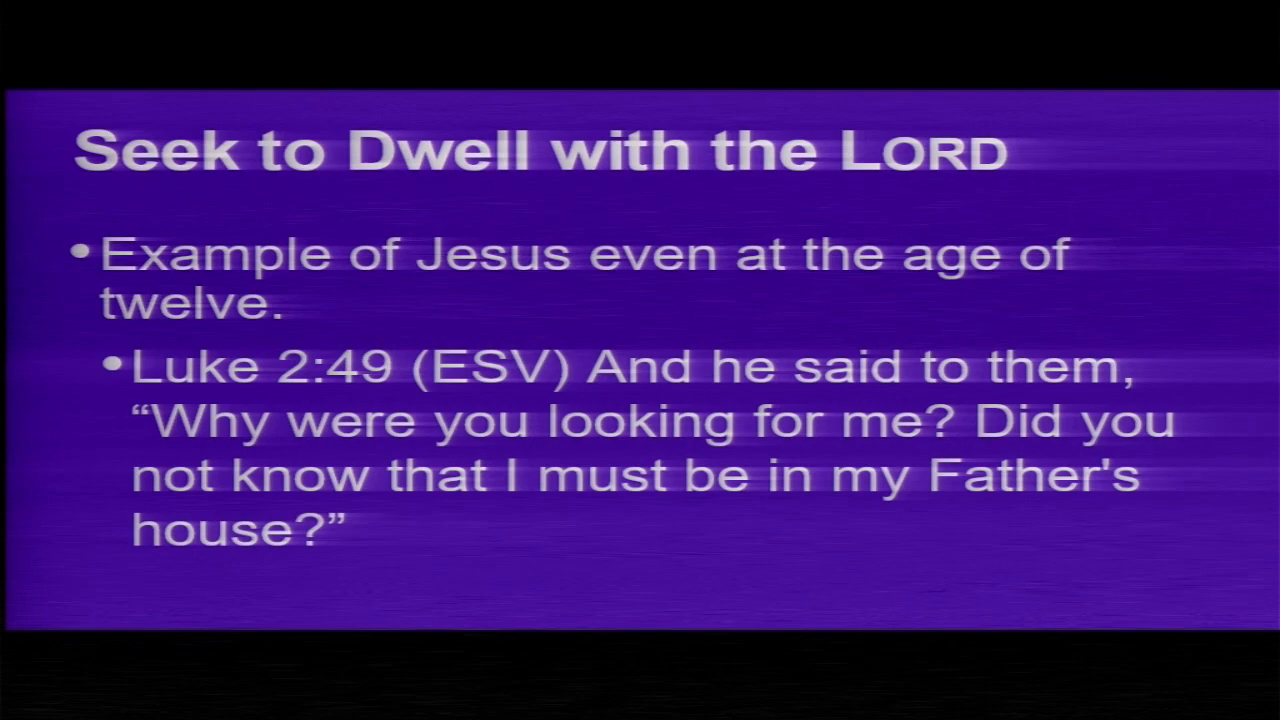 Seek to Dwell with the LORD
• Example of Jesus even at the age of
twelve.
• Luke 2:49 (ESV) And he said to them,
“Why were you looking for me? Did you
not know that I must be in my Father's
house?”